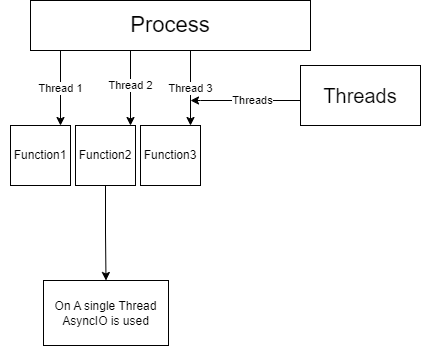 Process
Thread 1
Thread 2
Thread 3
Threads
Threads
Function1
Function2
Function3
On A single Thread
AsyncIO is used